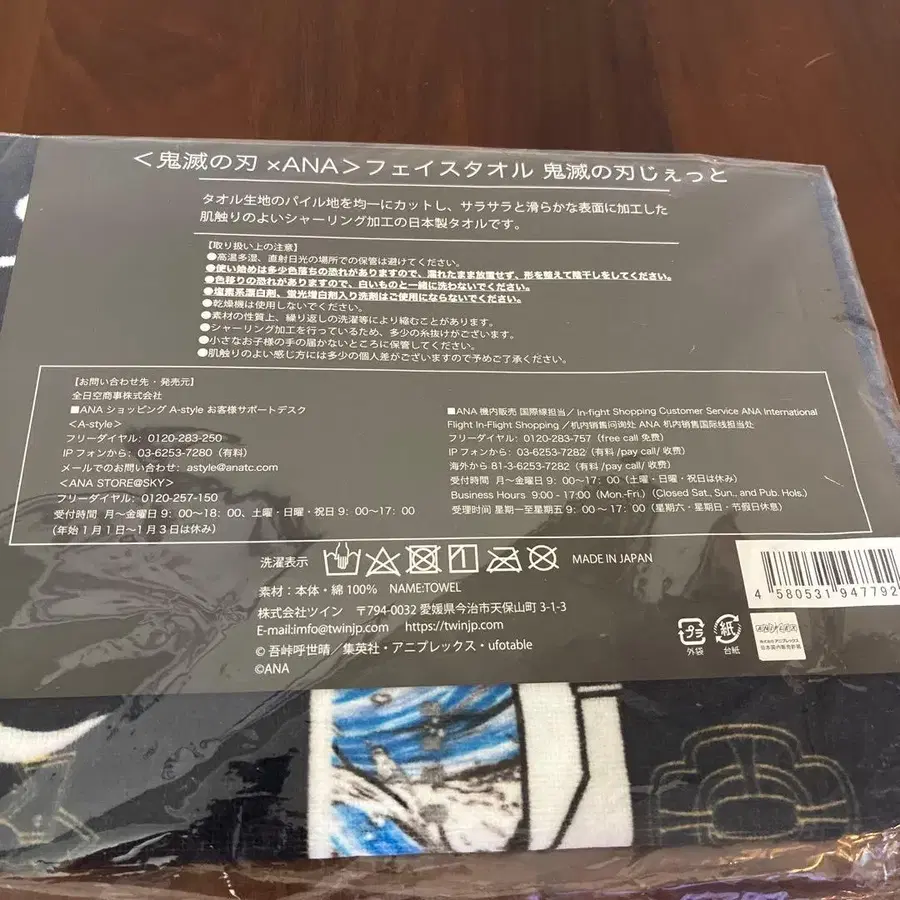 ＜鬼滅の刃 ×ANA＞フェイスタオル 鬼滅の刃じぇっと
タオル生地のパイル地を均一にカットし、サラサラと滑らかな表面に加工した
肌触りのよいシャーリング加工の日本製タオルです。
【取り扱い上の注意】
●高温多湿、直射日光の場所での保管は避けてください。
●使い始めは多少色落ちの恐れがありますので、濡れたまま放置せず、形を整えて陰干しをしてください。
●色移りの恐れがありますので、白いものと一緒に洗わないでください。
●塩素系漂白剤、蛍光増白剤入り洗剤はご使用にならないでください。
●乾燥機は使用しないでください。
●素材の性質上、繰り返しの洗濯等により縮むことがあります。
●シャーリング加工を行っているため、多少の糸抜けがございます。
●小さなお子様の手の届かないところに保管してください。
●肌触りのよい感じ方には多少の個人差がございますので予めご了承ください。
【お問い合わせ先・発売元】
全日空商事株式会社
■ANA ショッピング A-style お客様サポートデスク
＜A-style＞
フリーダイヤル：0120-283-250
IP フォンから：03-6253-7280（有料）
メールでのお問い合わせ：astyle@anatc.com
＜ANA STORE@SKY＞
フリーダイヤル：0120-257-150
受付時間 月〜金曜日 9：00〜18：00、土曜・日曜・祝日 9：00〜17：00
(年始 1 月 1 日〜1 月 3 日は休み)
■ANA 機内販売 国際線担当／In-fight Shopping Customer Service ANA International
Flight In-Flight Shopping ／机内销售问询处 ANA 机内销售国际线担当处
フリーダイヤル：0120-283-757（free call 免费）
IP フォンから：03-6253-7282（有料 /pay call/ 收费）
海外から 81-3-6253-7282（有料 /pay call/ 收费）
受付時間 月〜金曜日 9：00〜17：00（土曜・日曜・祝日は休み）
Business Hours 9:00 - 17:00（Mon.-Fri.）（Closed Sat., Sun., and Pub. Hols.）
受理时间 星期一至星期五 9：00 〜 17：00（星期六・星期日・节假日休息）
洗濯表示 MADE IN JAPAN
素材：本体・綿 100% NAME:TOWEL
株式会社ツイン 〒794-0032 愛媛県今治市天保山町 3-1-3
E-mail:imfo@twinjp.com https://twinjp.com
© 吾峠呼世晴／集英社・アニプレックス・ufotable
©ANA
4 580531 947792
プラ
外袋
紙
台紙
ANIPLEX
株式会社 アニプレックス
日本国内販売許諾